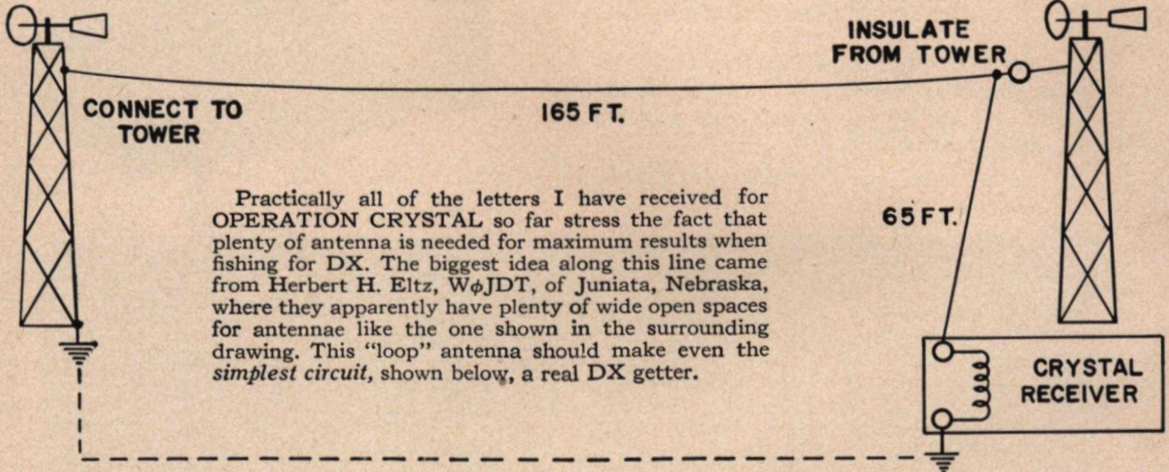 INSULATE
FROM TOWER
CONNECT TO
TOWER
165 FT.
Practically all of the letters I have received for
OPERATION CRYSTAL so far stress the fact that
plenty of antenna is needed for maximum results when
fishing for DX. The biggest idea along this line came
from Herbert H. Eltz, WφJDT, of Juniata, Nebraska,
where they apparently have plenty of wide open spaces
for antennae like the one shown in the surrounding
drawing. This “loop” antenna should make even the
simplest circuit, shown below, a real DX getter.
65 FT.
CRYSTAL
RECEIVER